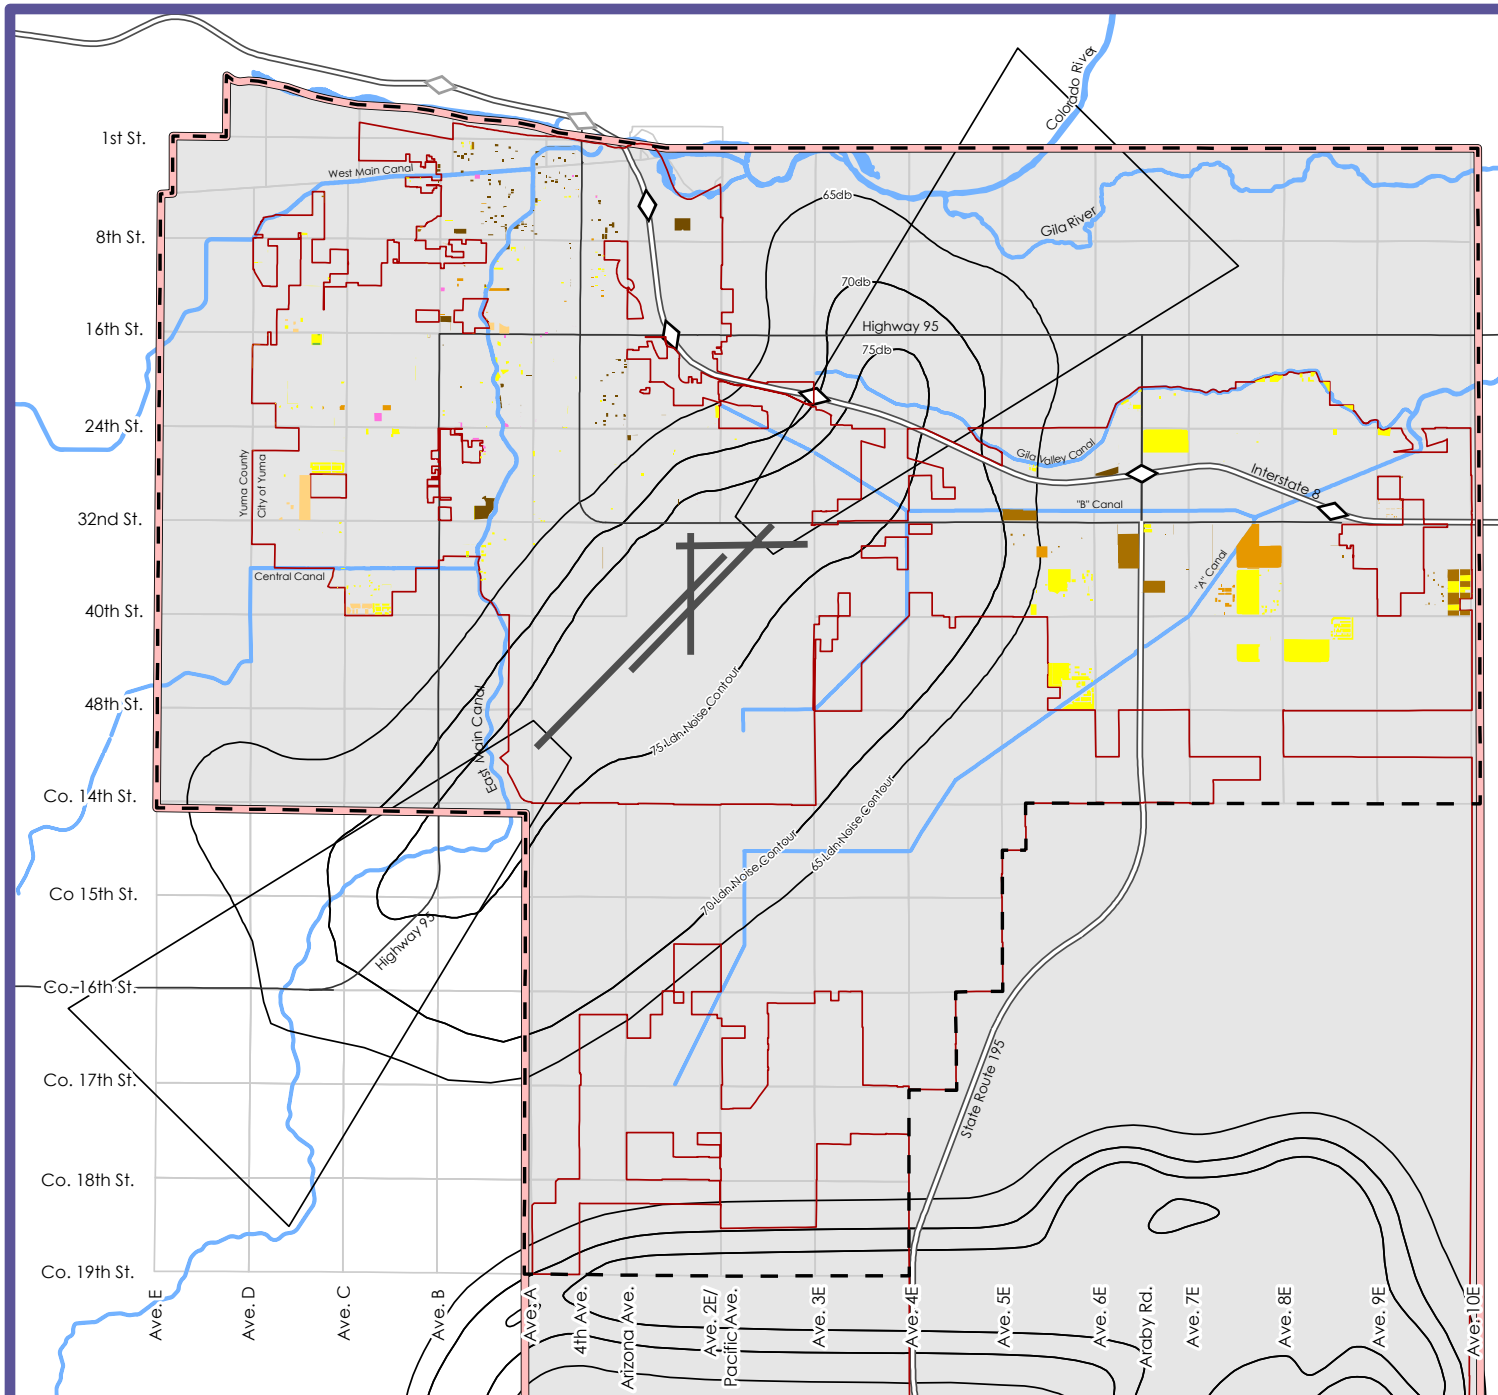 Colorado River
1st St.
West Main Canal
65db
Gila River
8th St.
70db
16th St.
Highway 95
75db
24th St.
Gila Valley Canal
Yuma County
City of Yuma
Interstate 8
"B" Canal
32nd St.
Central Canal
"A" Canal
40th St.
48th St.
East Main Canal
75 Ldn Noise Contour
Co. 14th St.
70 Ldn Noise Contour
65 Ldn Noise Contour
Co 15th St.
Highway 95
Co. 16th St.
Co. 17th St.
State Route 195
Co. 18th St.
Co. 19th St.
Ave. E
Ave. D
Ave. C
Ave. B
Ave. A
4th Ave.
Arizona Ave.
Ave. 2E/
Pacific Ave.
Ave. 3E
Ave. 4E
Ave. 5E
Ave. 6E
Araby Rd.
Ave. 7E
Ave. 8E
Ave. 9E
Ave. 10E